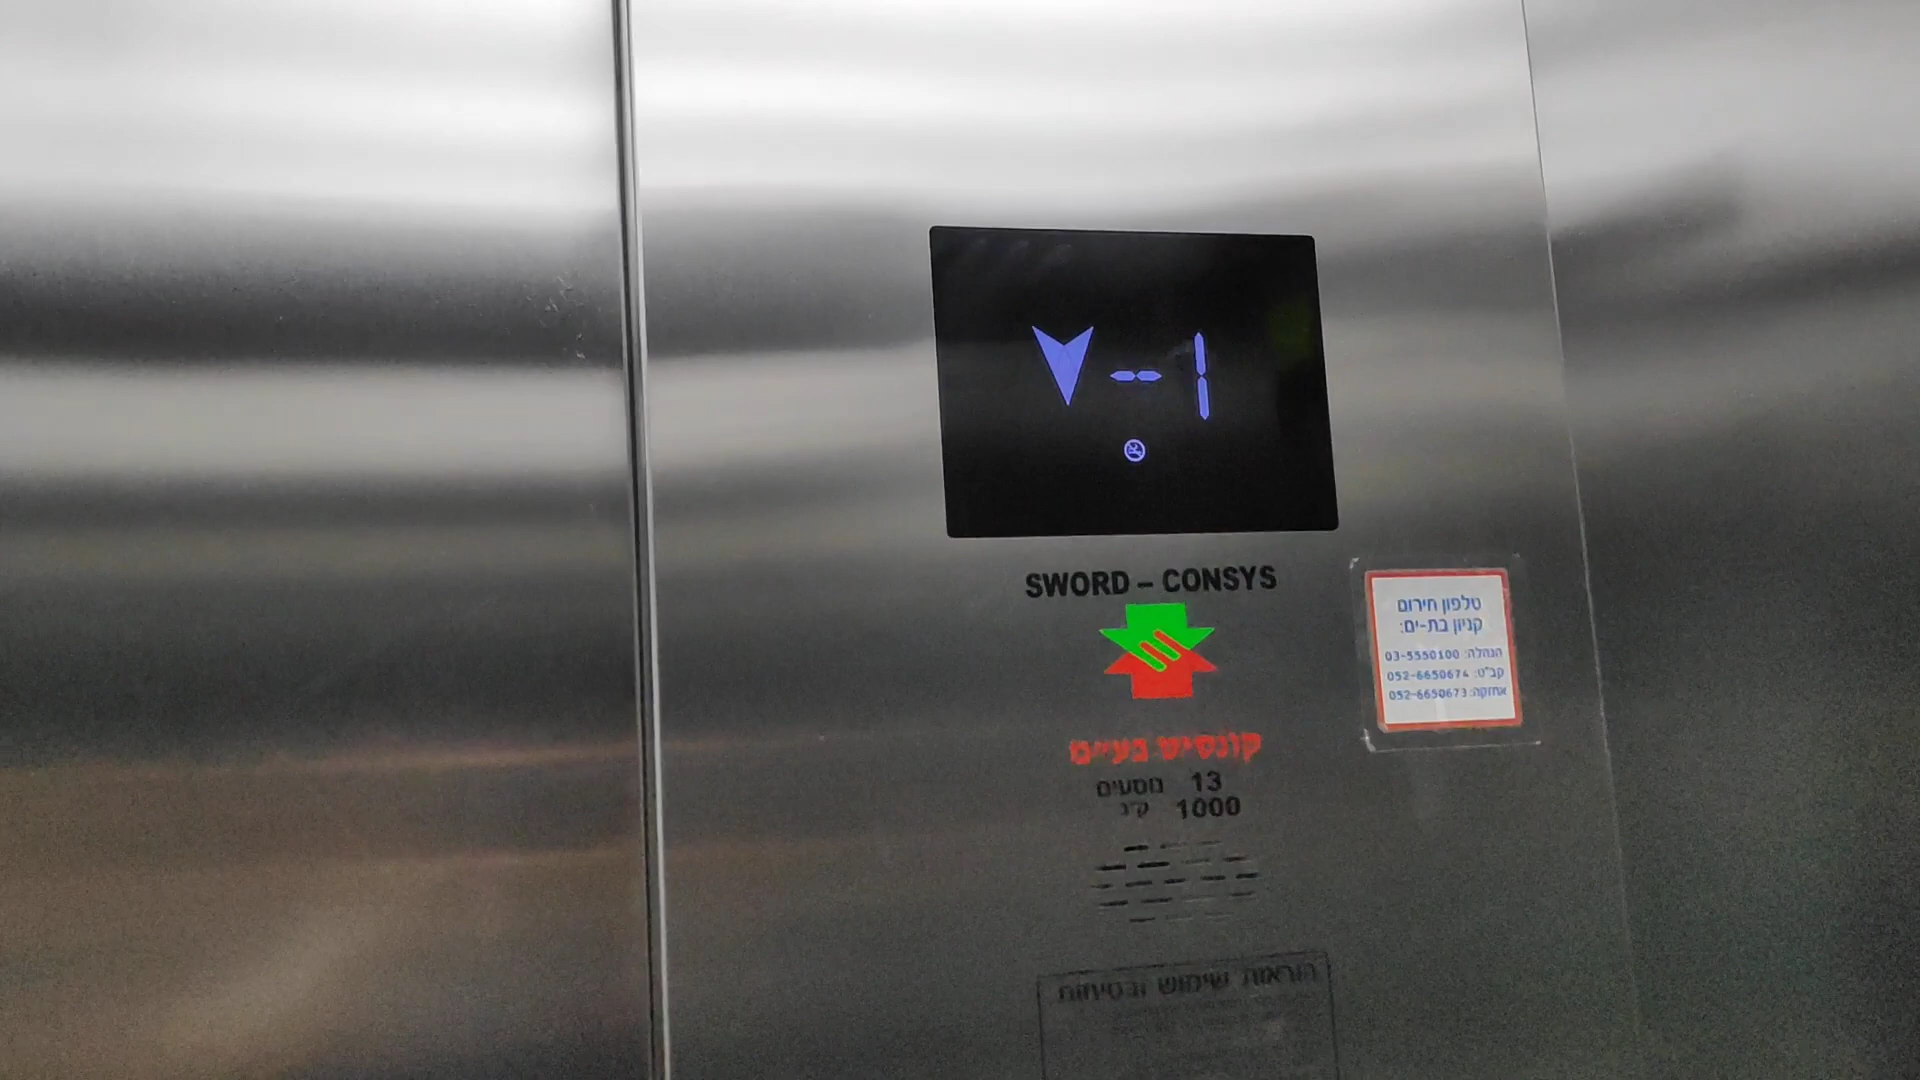 -1
SWORD – CONSYS
קונסיש בע״מ
13 נוסעים
1000 ק״ג
הוראות שימוש ובטיחות
טלפון חירום
קניון בת-ים:
הנהלה: 03-5550100
קב"ט: 052-6650674
אחזקה: 052-6650673